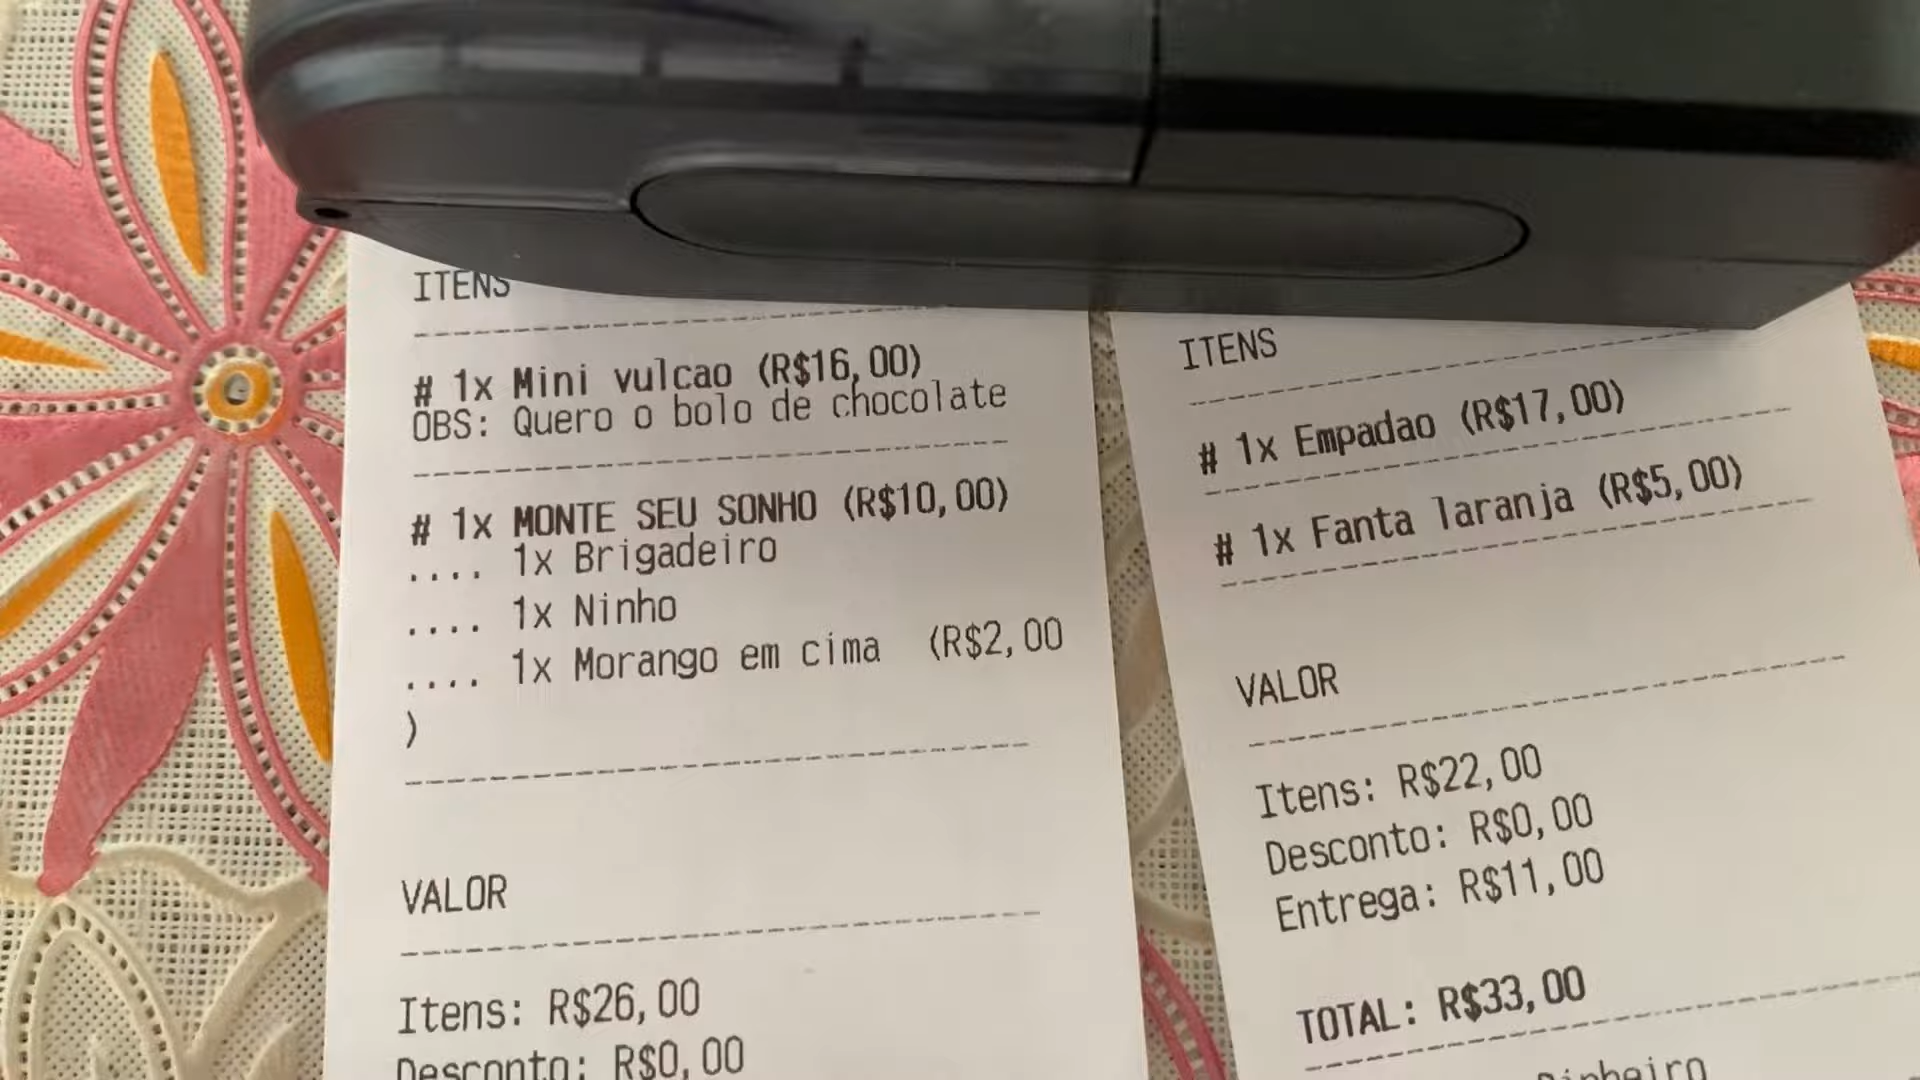 ITENS
# 1x Mini vulcao (R$16,00)
OBS: Quero o bolo de chocolate
# 1x MONTE SEU SONHO (R$10,00)
.... 1x Brigadeiro
.... 1x Ninho
.... 1x Morango em cima (R$2,00
)
VALOR
Itens: R$26,00
Desconto: R$0,00
ITENS
# 1x Empadao (R$17,00)
# 1x Fanta laranja (R$5,00)
VALOR
Itens: R$22,00
Desconto: R$0,00
Entrega: R$11,00
TOTAL: R$33,00
Dinheiro